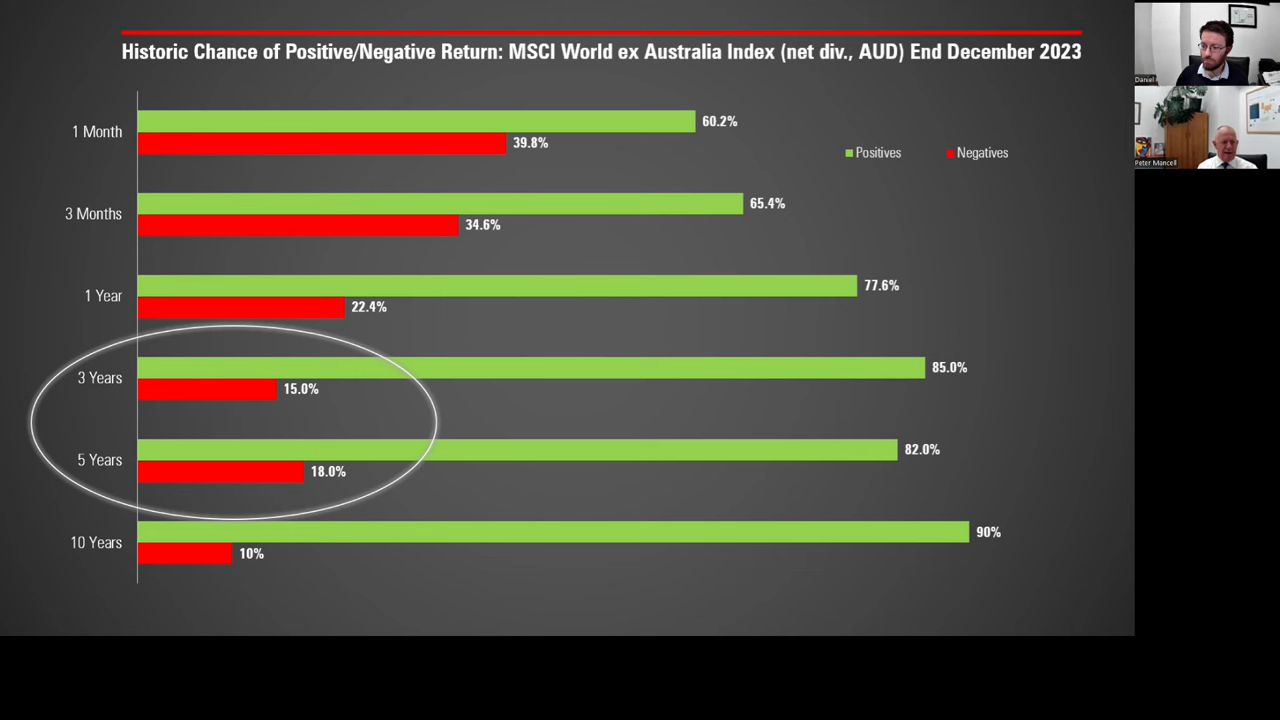 Historic Chance of Positive/Negative Return: MSCI World ex Australia Index (net div., AUD) End December 2023
Daniel
Peter Mancell
Positives Negatives
1 Month 60.2%
39.8%
3 Months 65.4%
34.6%
1 Year 77.6%
22.4%
3 Years 85.0%
15.0%
5 Years 82.0%
18.0%
10 Years 90%
10%